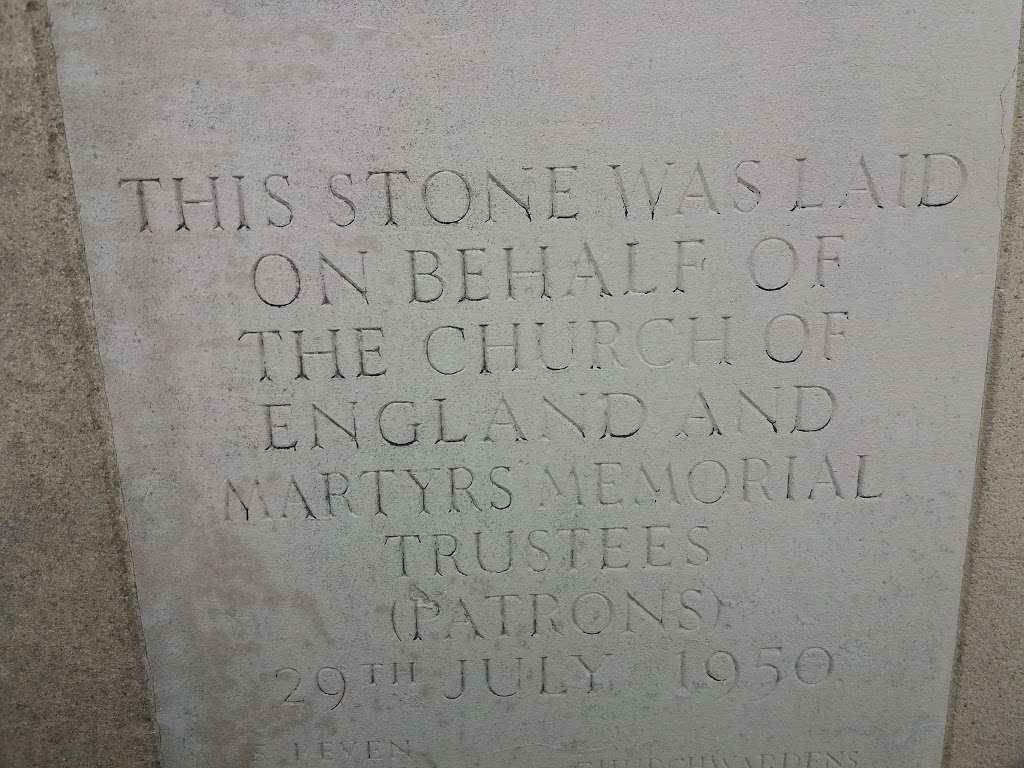 THIS STONE WAS LAID
ON BEHALF OF
THE CHURCH OF
ENGLAND AND
MARTYRS MEMORIAL
TRUSTEES
(PATRONS)
29TH JULY 1950
CHURCHWARDENS